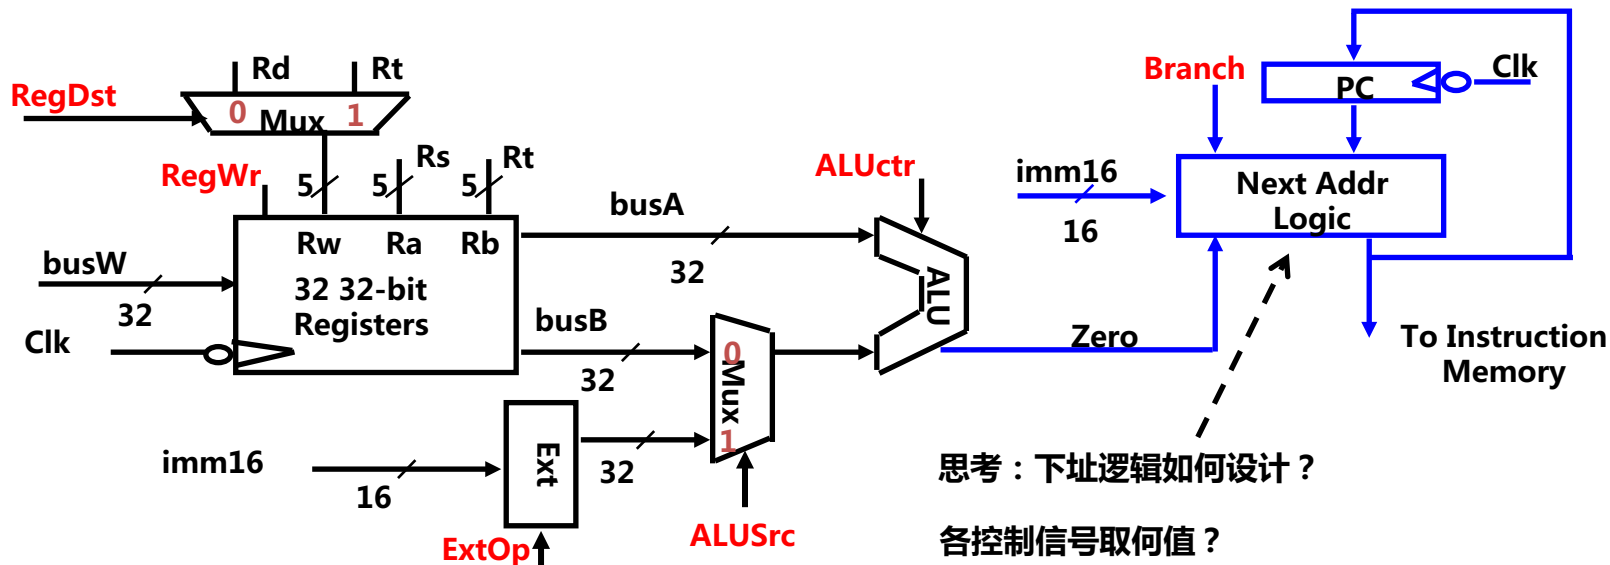 Rd
Rt
RegDst
0
Mux
1
RegWr
5
5
Rs
5
Rt
busW
32
Clk
Rw
Ra
Rb
32 32-bit
Registers
busA
32
busB
32
imm16
16
Ext
32
ExtOp
0
Mux
1
ALUSrc
ALUctr
ALU
Zero
Branch
PC
Clk
imm16
16
Next Addr
Logic
To Instruction
Memory
思考：下址逻辑如何设计？
各控制信号取何值？